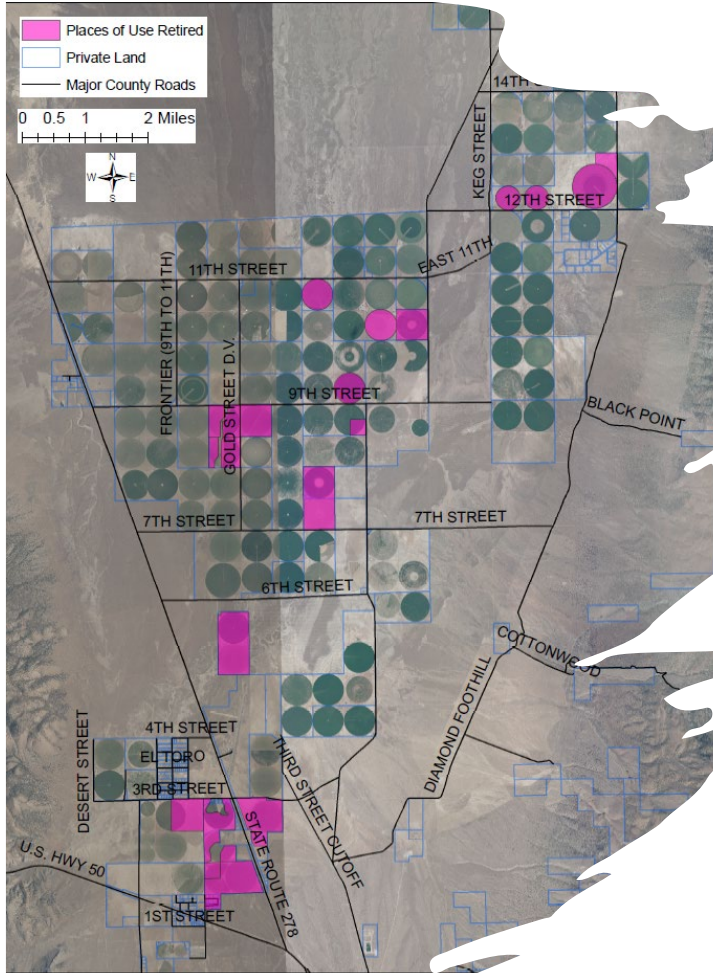 Places of Use Retired
Private Land
Major County Roads
0 0.5 1 2 Miles
N
W E
S
KEG STREET
12TH STREET
EAST 11TH
11TH STREET
FRONTIER (9TH TO 11TH)
GOLD STREET D.V.
9TH STREET
BLACK POINT
7TH STREET
7TH STREET
6TH STREET
COTTONWOOD
DIAMOND FOOTHILL
4TH STREET
EL TORO
DESERT STREET
3RD STREET
THIRD STREET CUTOFF
STATE ROUTE 278
U.S. HWY 50
1ST STREET